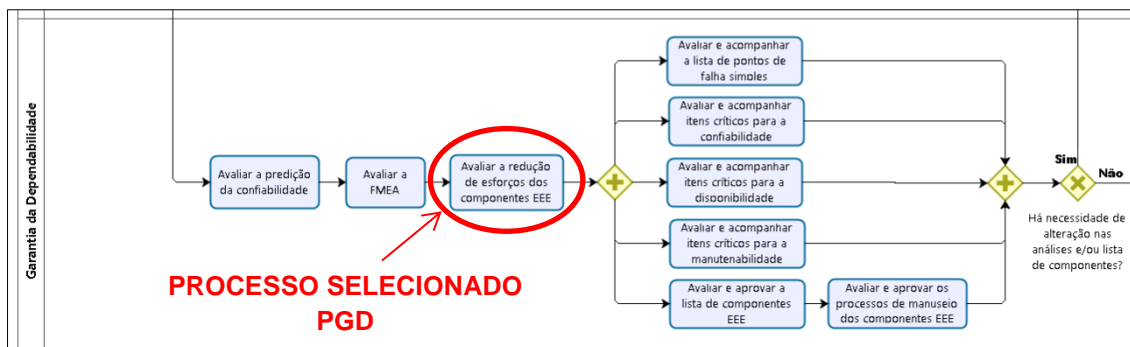 Garantia da Dependabilidade
Avaliar a predição
da confiabilidade
Avaliar a
FMEA
Avaliar a redução
de esforços dos
componentes EEE
PROCESSO SELECIONADO
PGD
Avaliar e acompanhar
a lista de pontos de
falha simples
Avaliar e acompanhar
itens críticos para a
confiabilidade
Avaliar e acompanhar
itens críticos para a
disponibilidade
Avaliar e acompanhar
itens críticos para a
manutenabilidade
Avaliar e aprovar a
lista de componentes
EEE
Avaliar e aprovar os
processos de manuseio
dos componentes EEE
Sim
Não
Há necessidade de
alteração nas
análises e/ou lista
de componentes?